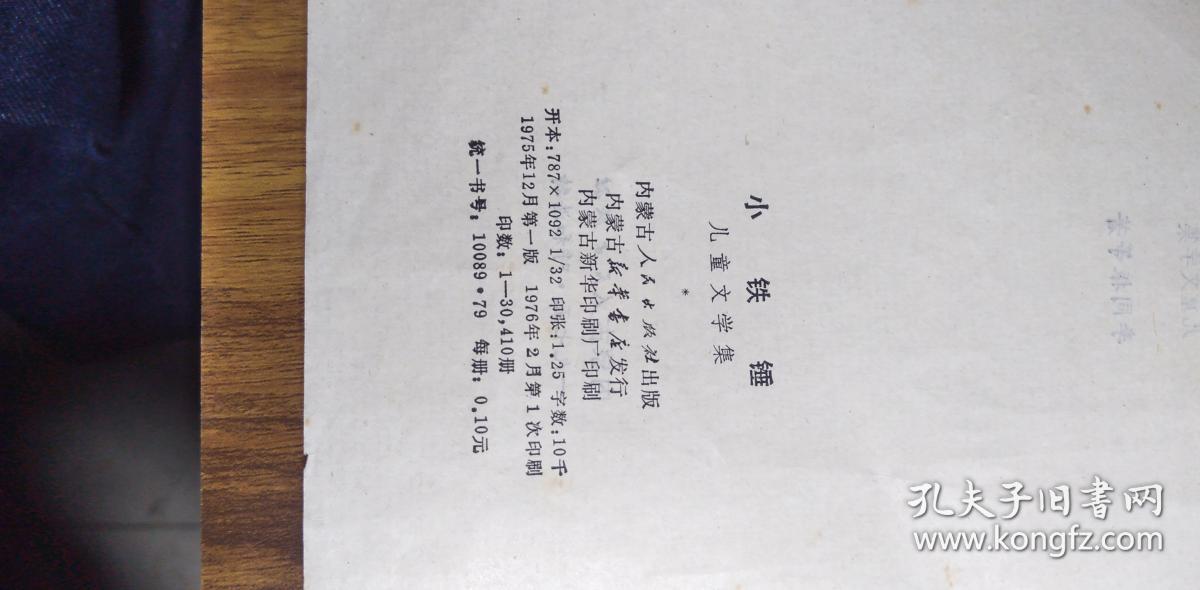 小铁锤
儿童文学集
*
内蒙古人民出版社出版
内蒙古新华书店发行
内蒙古新华印刷厂印刷
开本:787×1092 1/32 印张:1.25 字数:10千
1975年12月第一版 1976年2月第1次印刷
印数:1—30,410册
统一书号:10089·79 每册:0.10元
孔夫子旧书网
www.kongfz.com